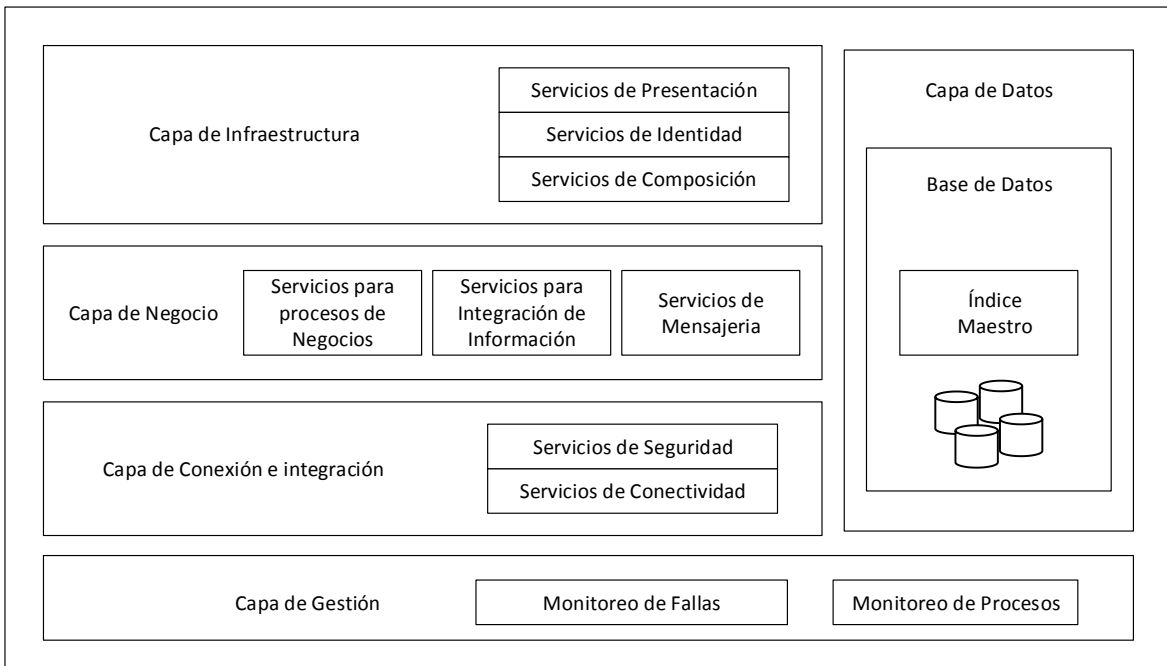 Capa de Infraestructura
Servicios de Presentación
Servicios de Identidad
Servicios de Composición
Capa de Negocio
Servicios para
procesos de
Negocios
Servicios para
Integración de
Información
Servicios de
Mensajeria
Capa de Conexión e integración
Servicios de Seguridad
Servicios de Conectividad
Capa de Datos
Base de Datos
Índice
Maestro
Capa de Gestión
Monitoreo de Fallas
Monitoreo de Procesos